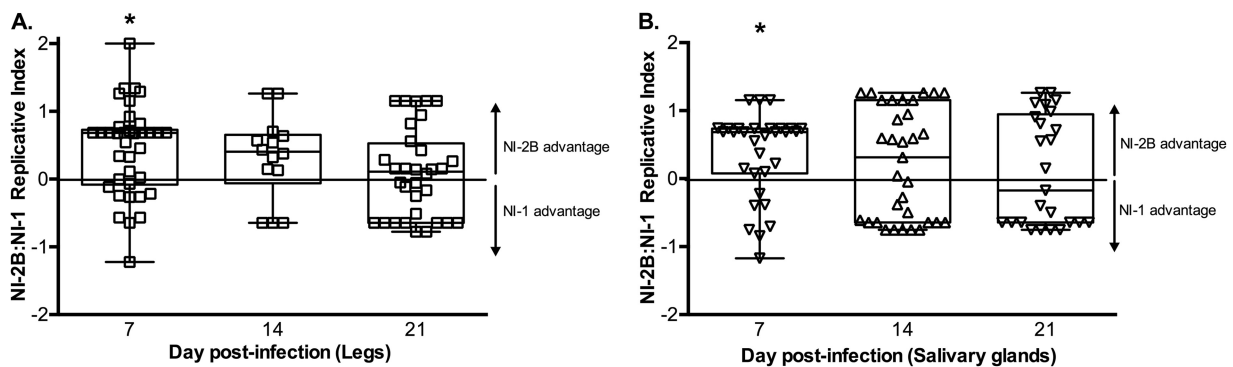 A.
*
NI-2B:NI-1 Replicative Index
2
1
0
-1
-2
7 14 21
Day post-infection (Legs)
NI-2B advantage
NI-1 advantage
B.
*
NI-2B:NI-1 Replicative Index
2
1
0
-1
-2
7 14 21
Day post-infection (Salivary glands)
NI-2B advantage
NI-1 advantage